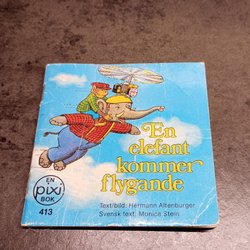 En
elefant
kommer
flygande
Text/bild: Hermann Altenburger
Svensk text: Monica Stein
EN
pixi
BOK
413